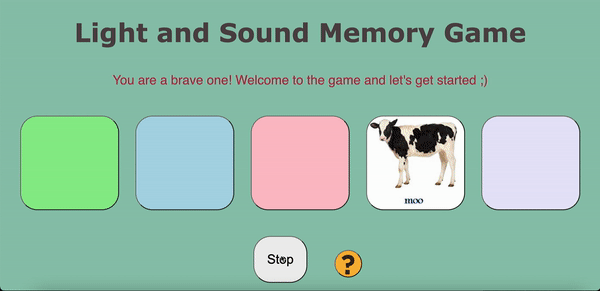 Light and Sound Memory Game
You are a brave one! Welcome to the game and let's get started ;)
moo
Stop
?